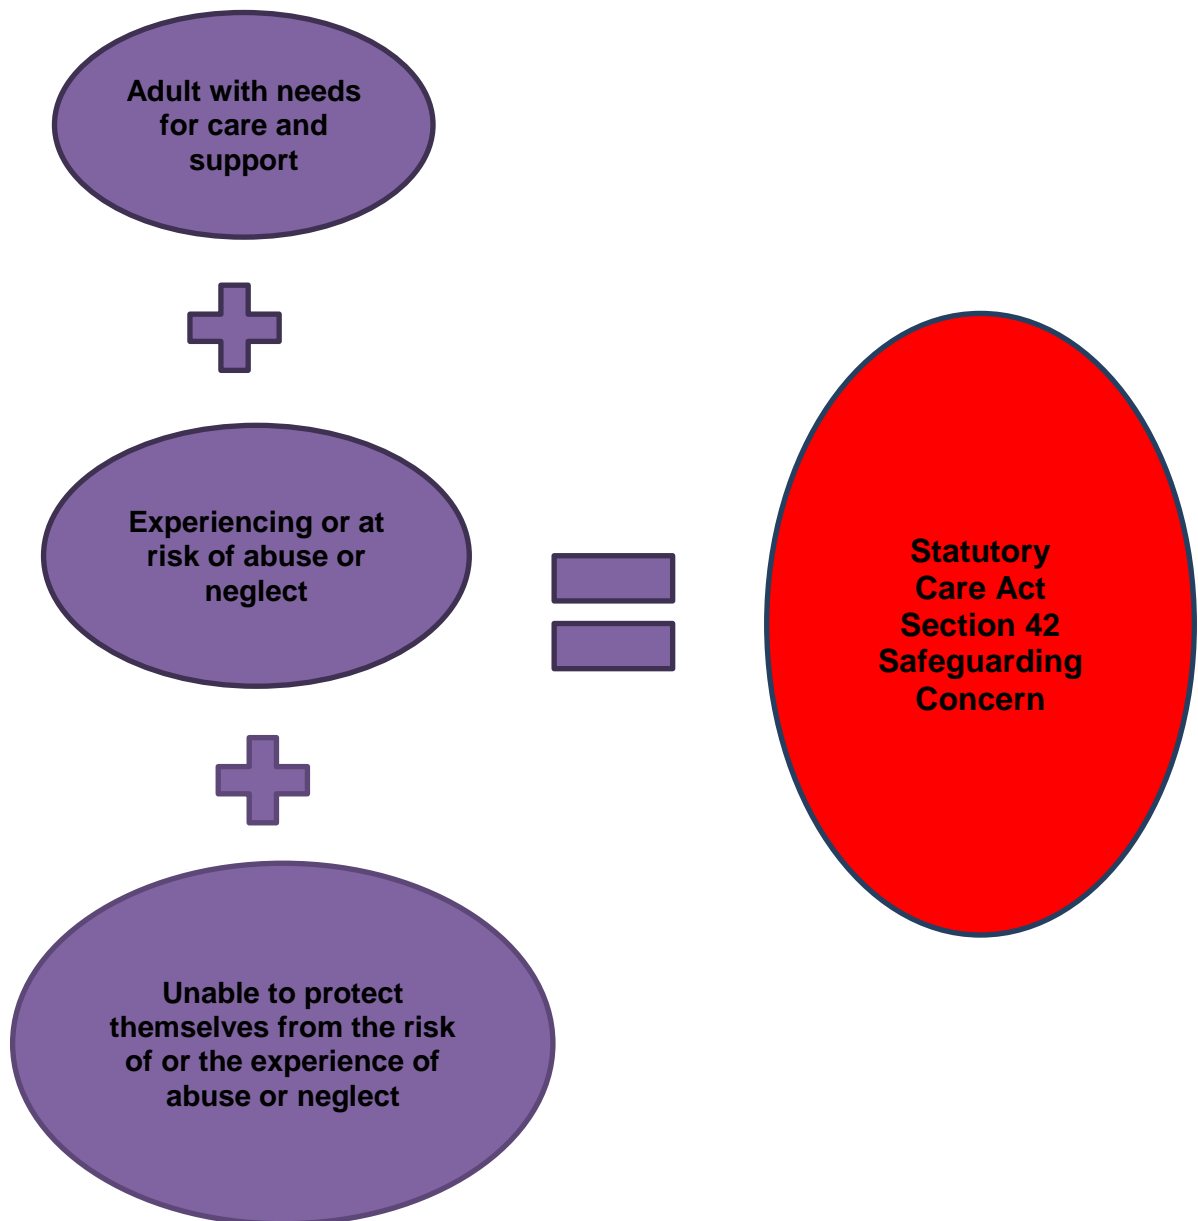 Adult with needs
for care and
support
Experiencing or at
risk of abuse or
neglect
Unable to protect
themselves from the risk
of or the experience of
abuse or neglect
Statutory
Care Act
Section 42
Safeguarding
Concern